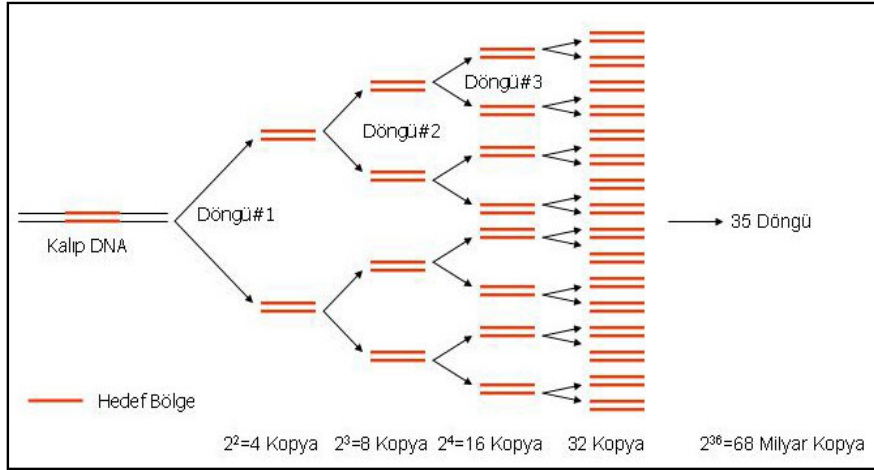 Döngü#3
Döngü#2
Döngü#1
35 Döngü
Kalıp DNA
Hedef Bölge
2²=4 Kopya 2³=8 Kopya 2⁴=16 Kopya 32 Kopya 2³⁶=68 Milyar Kopya